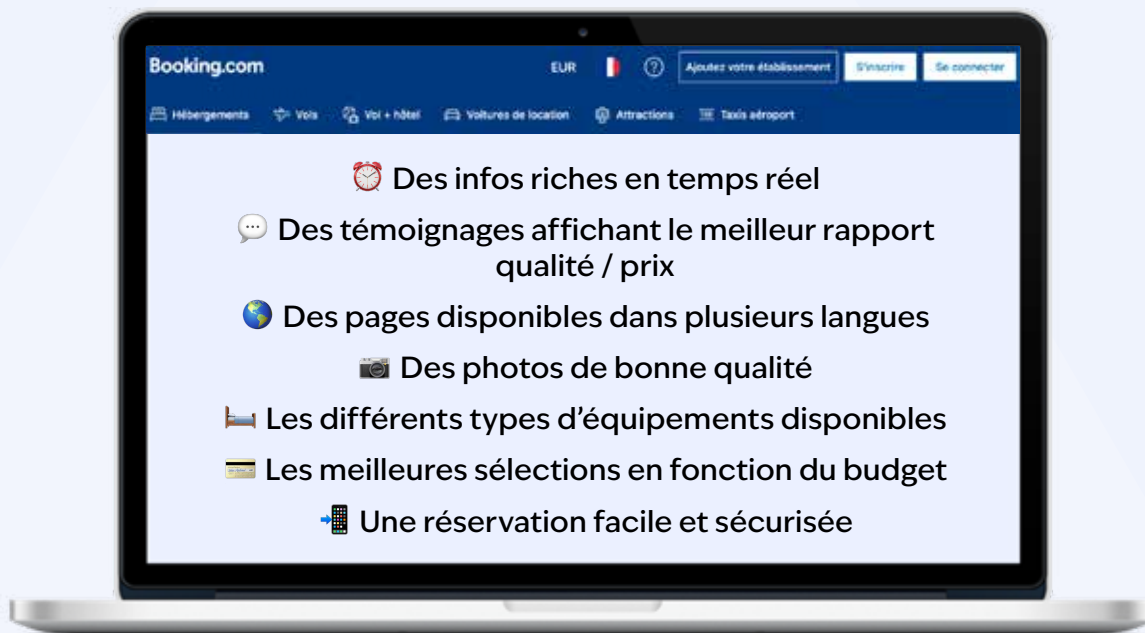 Booking.com
EUR
Ajoutez votre établissement
S'inscrire
Se connecter
Hébergements
Vols
Vol + hôtel
Voitures de location
Attractions
Taxis aéroport
⏰ Des infos riches en temps réel
💬 Des témoignages affichant le meilleur rapport
qualité / prix
🌎 Des pages disponibles dans plusieurs langues
📷 Des photos de bonne qualité
🛏️ Les différents types d’équipements disponibles
💳 Les meilleures sélections en fonction du budget
📲 Une réservation facile et sécurisée